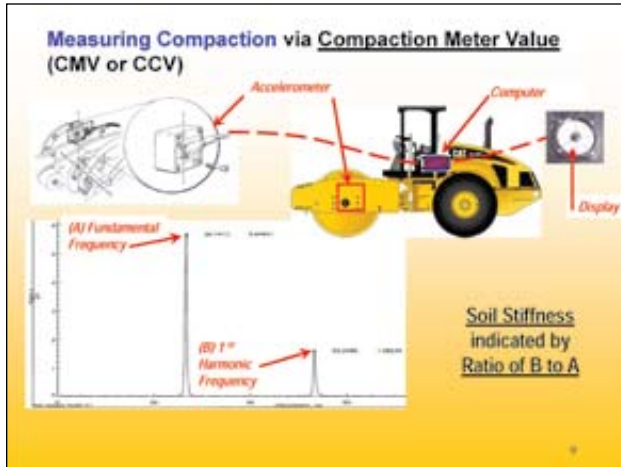 Measuring Compaction via Compaction Meter Value
(CMV or CCV)
Accelerometer
Computer
CAT
Display
(A) Fundamental
Frequency
(B) 1st
Harmonic
Frequency
Soil Stiffness
indicated by
Ratio of B to A